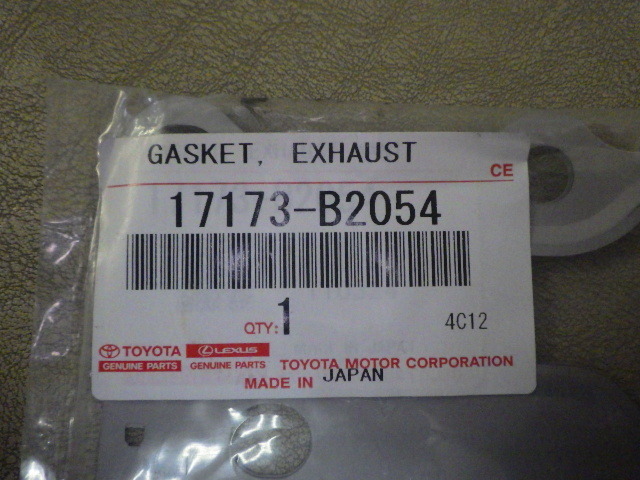 GASKET, EXHAUST
CE
17173-B2054
QTY: 1
4C12
TOYOTA LEXUS TOYOTA MOTOR CORPORATION
GENUINE PARTS GENUINE PARTS
MADE IN JAPAN